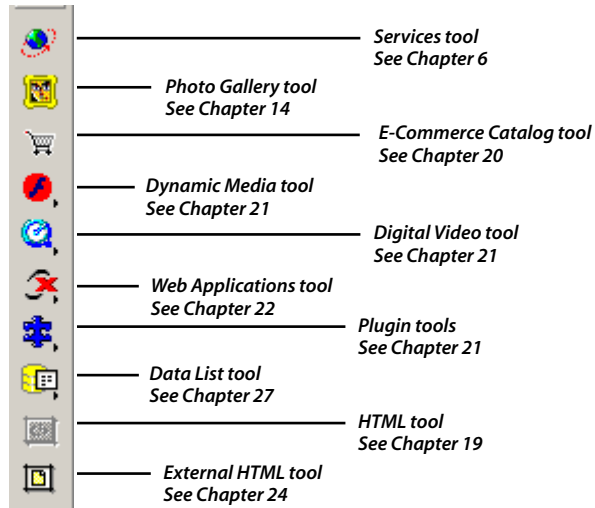 Services tool
See Chapter 6
Photo Gallery tool
See Chapter 14
E-Commerce Catalog tool
See Chapter 20
Dynamic Media tool
See Chapter 21
Digital Video tool
See Chapter 21
Web Applications tool
See Chapter 22
Plugin tools
See Chapter 21
Data List tool
See Chapter 27
HTML tool
See Chapter 19
External HTML tool
See Chapter 24